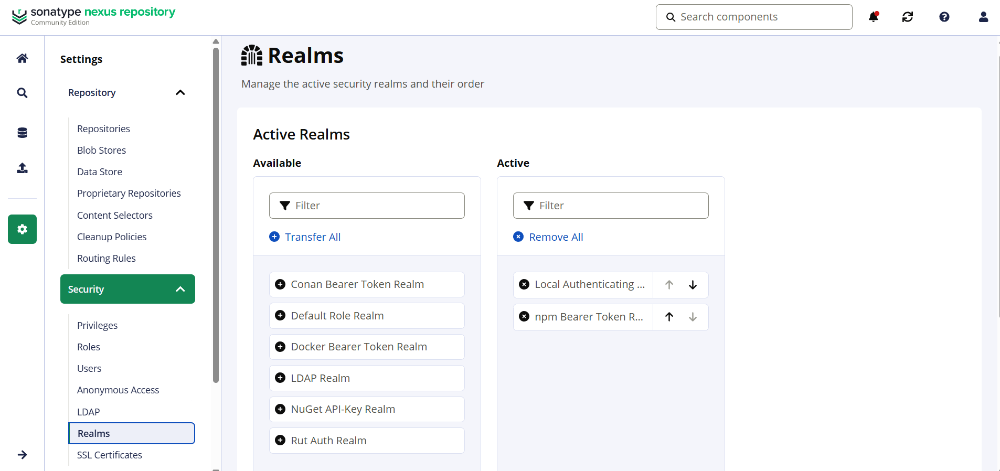 sonatype nexus repository
Community Edition
Search components
Settings
Repository
Repositories
Blob Stores
Data Store
Proprietary Repositories
Content Selectors
Cleanup Policies
Routing Rules
Security
Privileges
Roles
Users
Anonymous Access
LDAP
Realms
SSL Certificates
Realms
Manage the active security realms and their order
Active Realms
Available
Filter
Transfer All
Conan Bearer Token Realm
Default Role Realm
Docker Bearer Token Realm
LDAP Realm
NuGet API-Key Realm
Rut Auth Realm
Active
Filter
Remove All
Local Authenticating ...
npm Bearer Token R...